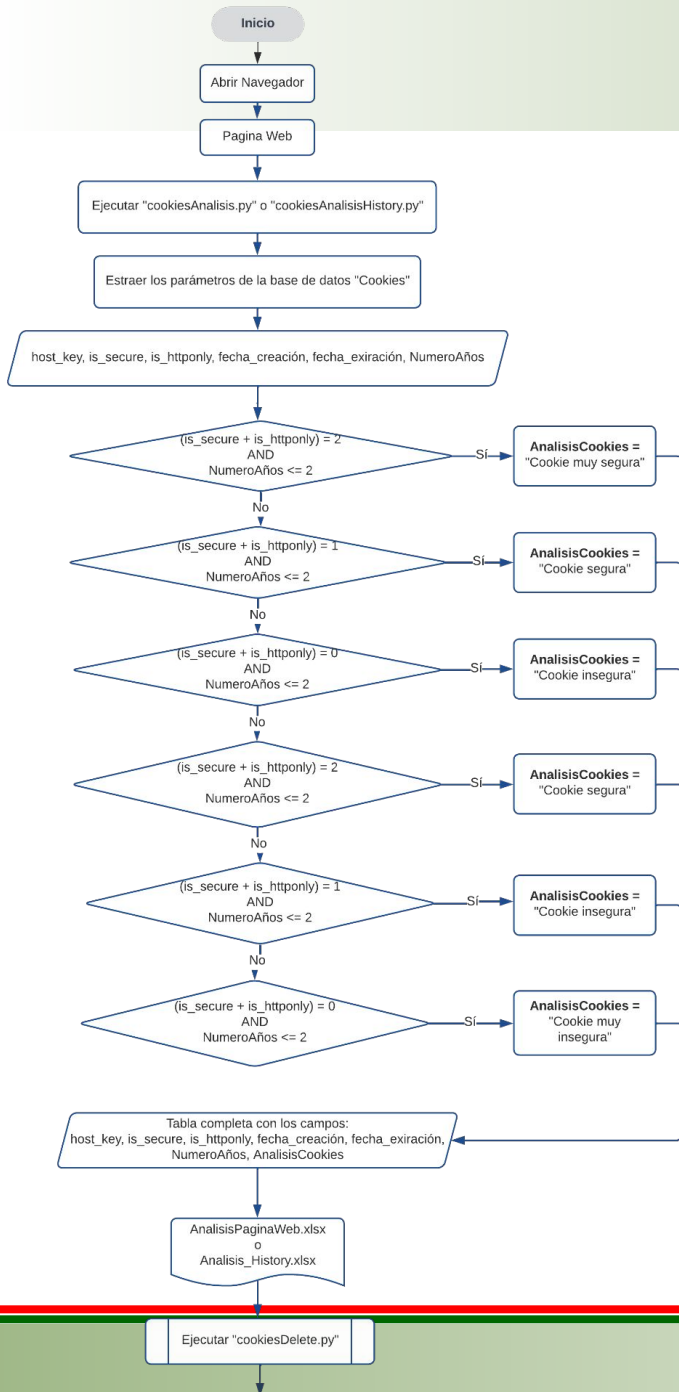 Inicio
Abrir Navegador
Pagina Web
Ejecutar "cookiesAnalisis.py" o "cookiesAnalisisHistory.py"
Estraer los parámetros de la base de datos "Cookies"
host_key, is_secure, is_httponly, fecha_creación, fecha_exiración, NumeroAños
(is_secure + is_httponly) = 2
AND
NumeroAños <= 2
Sí
AnalisisCookies =
"Cookie muy segura"
No
(is_secure + is_httponly) = 1
AND
NumeroAños <= 2
Sí
AnalisisCookies =
"Cookie segura"
No
(is_secure + is_httponly) = 0
AND
NumeroAños <= 2
Sí
AnalisisCookies =
"Cookie insegura"
No
(is_secure + is_httponly) = 2
AND
NumeroAños <= 2
Sí
AnalisisCookies =
"Cookie segura"
No
(is_secure + is_httponly) = 1
AND
NumeroAños <= 2
Sí
AnalisisCookies =
"Cookie insegura"
No
(is_secure + is_httponly) = 0
AND
NumeroAños <= 2
Sí
AnalisisCookies =
"Cookie muy
insegura"
Tabla completa con los campos:
host_key, is_secure, is_httponly, fecha_creación, fecha_exiración,
NumeroAños, AnalisisCookies
AnalisisPaginaWeb.xlsx
o
Analisis_History.xlsx
Ejecutar "cookiesDelete.py"